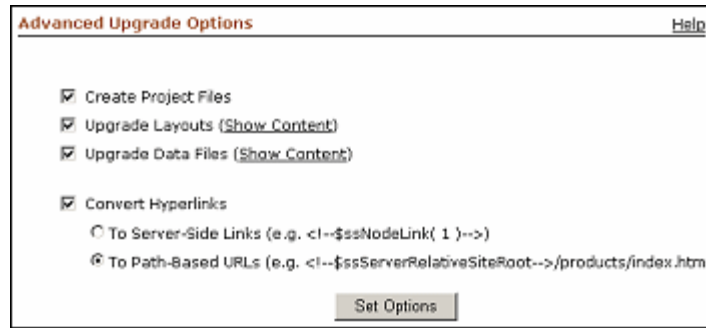 Advanced Upgrade Options
Help
Create Project Files
Upgrade Layouts (Show Content)
Upgrade Data Files (Show Content)
Convert Hyperlinks
To Server-Side Links (e.g. <!--$ssNodeLink( 1 )-->)
To Path-Based URLs (e.g. <!--$ssServerRelativeSiteRoot-->/products/index.htm
Set Options